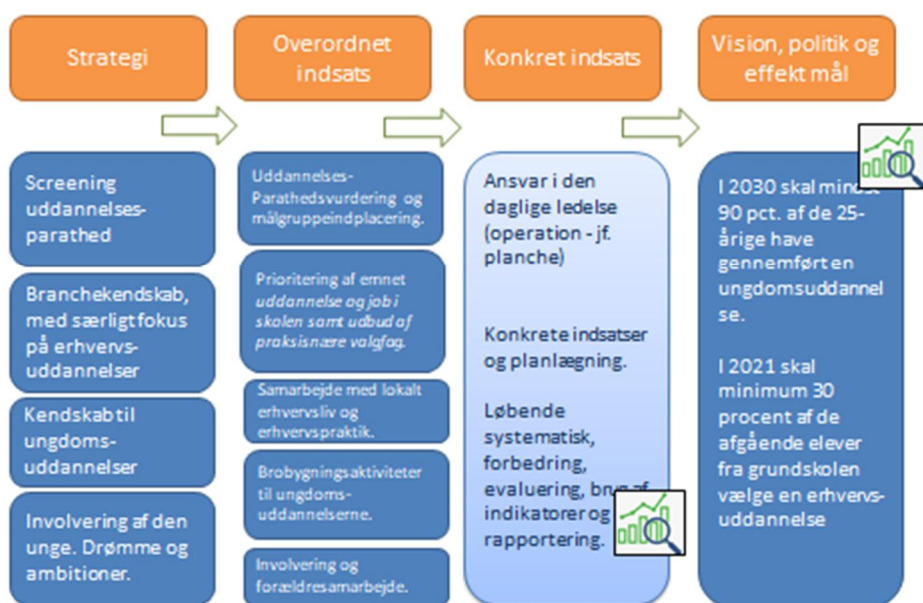 Strategi
Overordnet
indsats
Konkret indsats
Vision, politik og
effekt mål
Screening
uddannelses-
parathed
Branchekendskab,
med særligt fokus
på erhvervs-
uddannelser
Kendskab til
ungdoms-
uddannelser
Involvering af den
unge. Drømme og
ambitioner.
Uddannelses-
Parathedsvurdering og
målgruppeindplacering.
Prioritering af emnet
uddannelse og job i
skolen samt udbud af
praksisnære valgfag.
Samarbejde med lokalt
erhvervsliv og
erhvervspraktik.
Brobygningsaktiviteter
til ungdoms-
uddannelserne.
Involvering og
forældresamarbejde.
Ansvar i den
daglige ledelse
(operation - jf.
planche)
Konkrete indsatser
og planlægning.
Løbende
systematisk,
forbedring,
evaluering, brug af
indikatorer og
rapportering.
I 2030 skal mindst
90 pct. af de 25-
årige have
gennemført en
ungdomsuddannel
se.
I 2021 skal
minimum 30
procent af de
afgående elever
fra grundskolen
vælge en erhvervs-
uddannelse